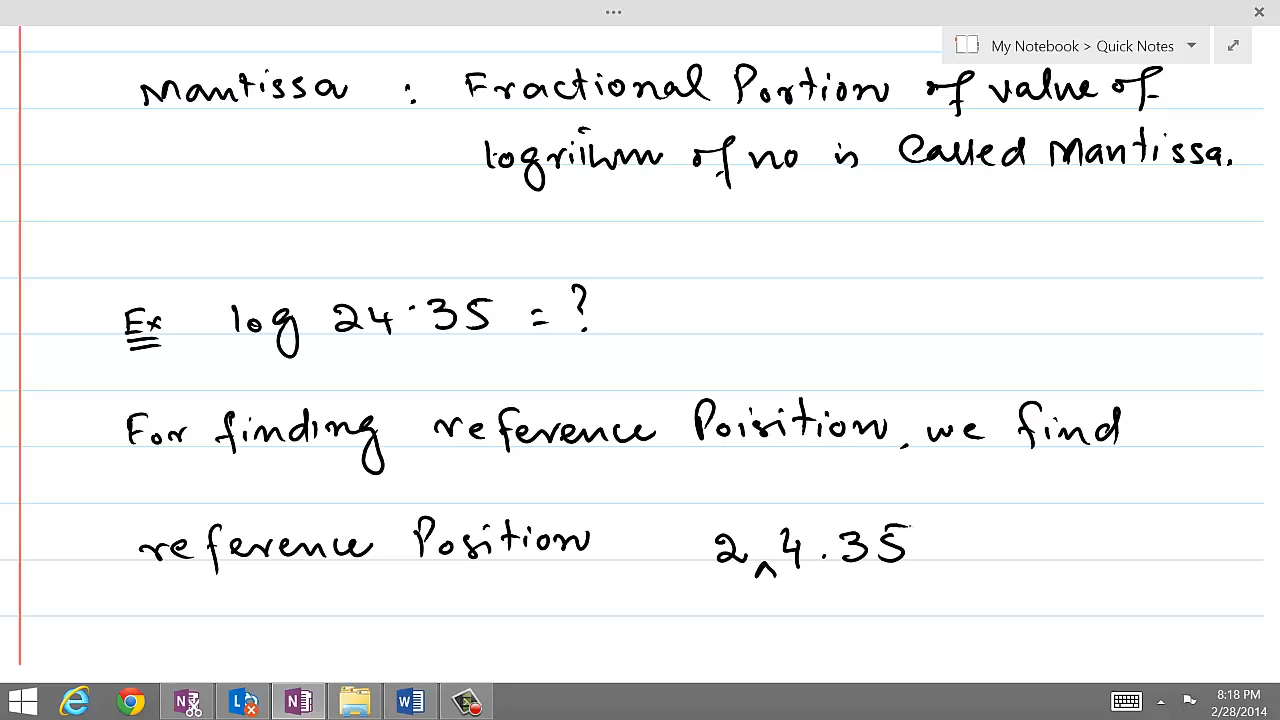 My Notebook > Quick Notes
Mantissa : Fractional Portion of value of
logrithm of no is called Mantissa.
Ex log 24.35 = ?
For finding reference Poisition, we find
reference Position 2‸4.35
8:18 PM
2/28/2014